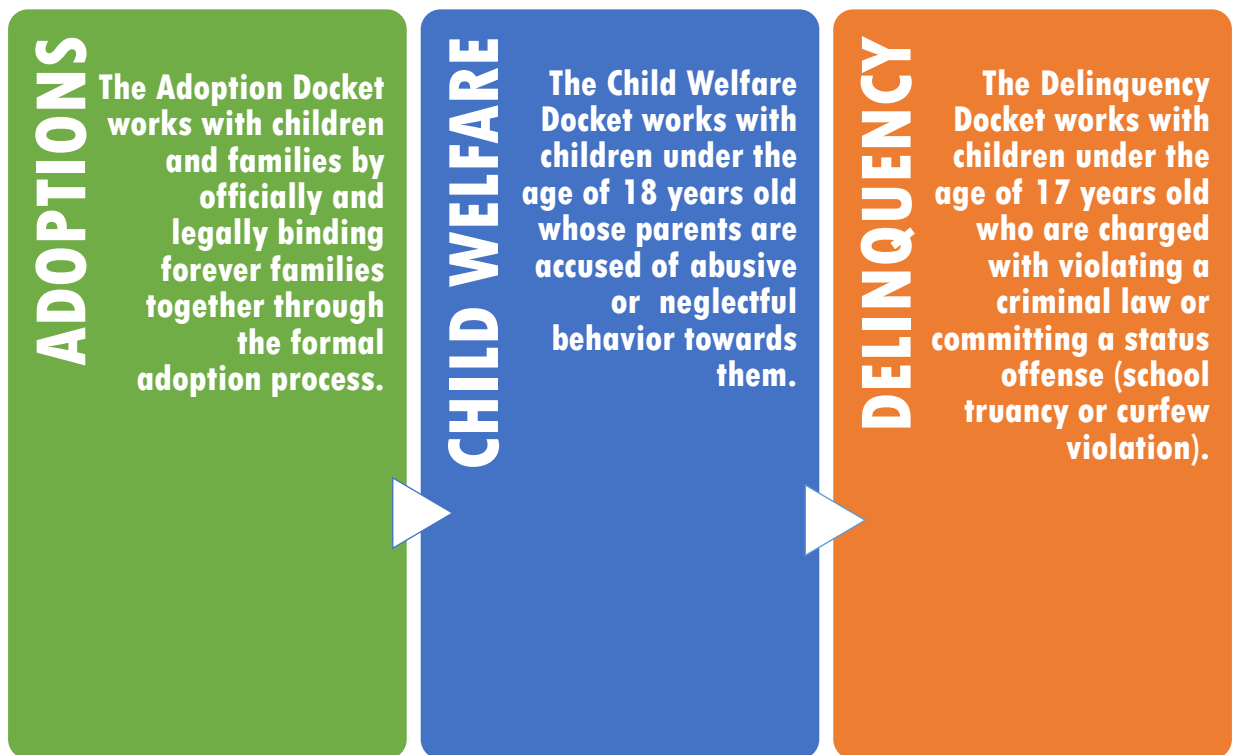 ADOPTIONS
The Adoption Docket
works with children
and families by
officially and
legally binding
forever families
together through
the formal
adoption process.
CHILD WELFARE
The Child Welfare
Docket works with
children under the
age of 18 years old
whose parents are
accused of abusive
or  neglectful
behavior towards
them.
DELINQUENCY
The Delinquency
Docket works with
children under the
age of 17 years old
who are charged
with violating a
criminal law or
committing a status
offense (school
truancy or curfew
violation).